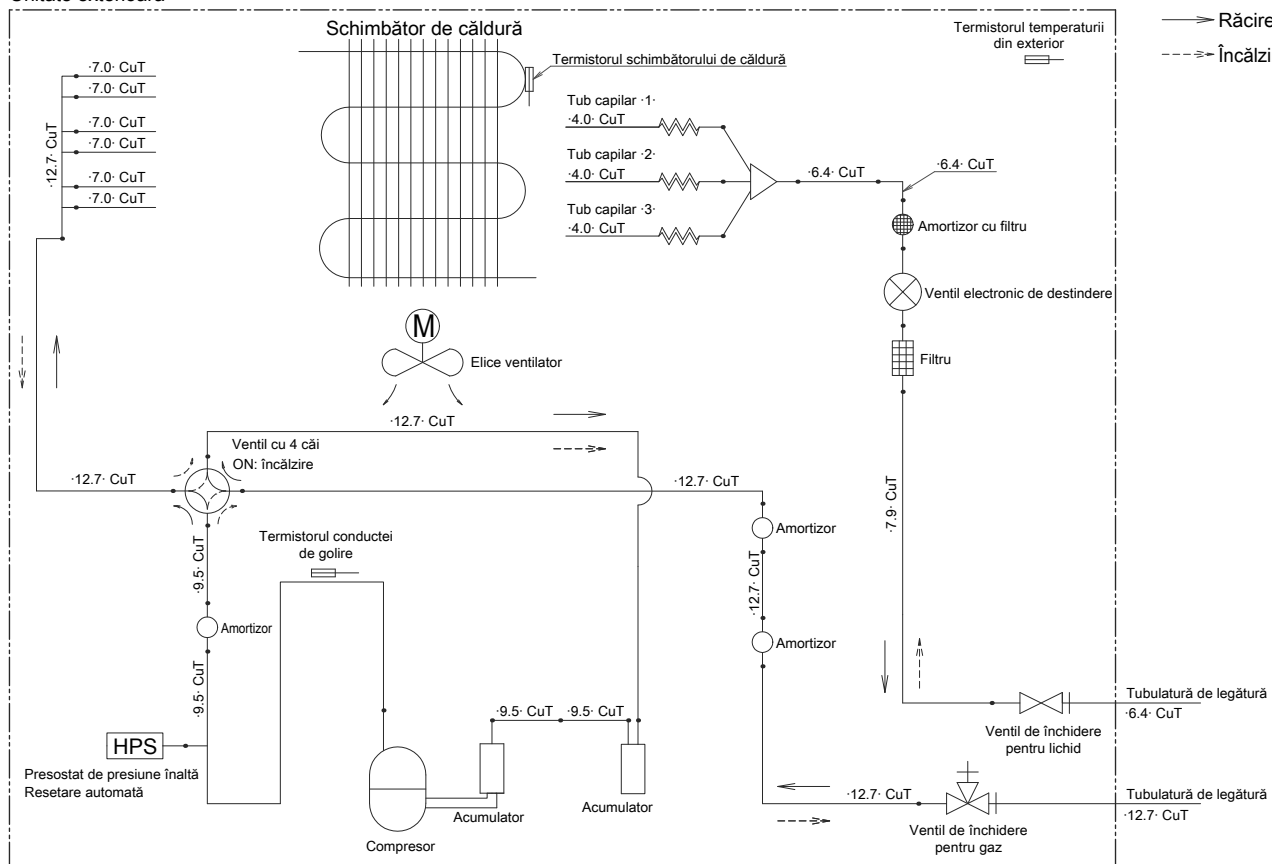 Schimbător de căldură
Termistorul temperaturii
din exterior
Răcire
Termistorul schimbătorului de căldură
·7.0· CuT
·7.0· CuT
·7.0· CuT
·7.0· CuT
·7.0· CuT
·7.0· CuT
·12.7· CuT
Tub capilar ·1·
·4.0· CuT
Tub capilar ·2·
·4.0· CuT
Tub capilar ·3·
·4.0· CuT
·6.4· CuT
·6.4· CuT
Amortizor cu filtru
Ventil electronic de destindere
Filtru
M
Elice ventilator
·12.7· CuT
Ventil cu 4 căi
ON: încălzire
·12.7· CuT
·12.7· CuT
·7.9· CuT
Termistorul conductei
de golire
·9.5· CuT
Amortizor
·9.5· CuT
Amortizor
·12.7· CuT
Amortizor
HPS
Presostat de presiune înaltă
Resetare automată
·9.5· CuT
·9.5· CuT
Compresor
Acumulator
Acumulator
Ventil de închidere
pentru lichid
Tubulatură de legătură
·6.4· CuT
·12.7· CuT
Ventil de închidere
pentru gaz
Tubulatură de legătură
·12.7· CuT